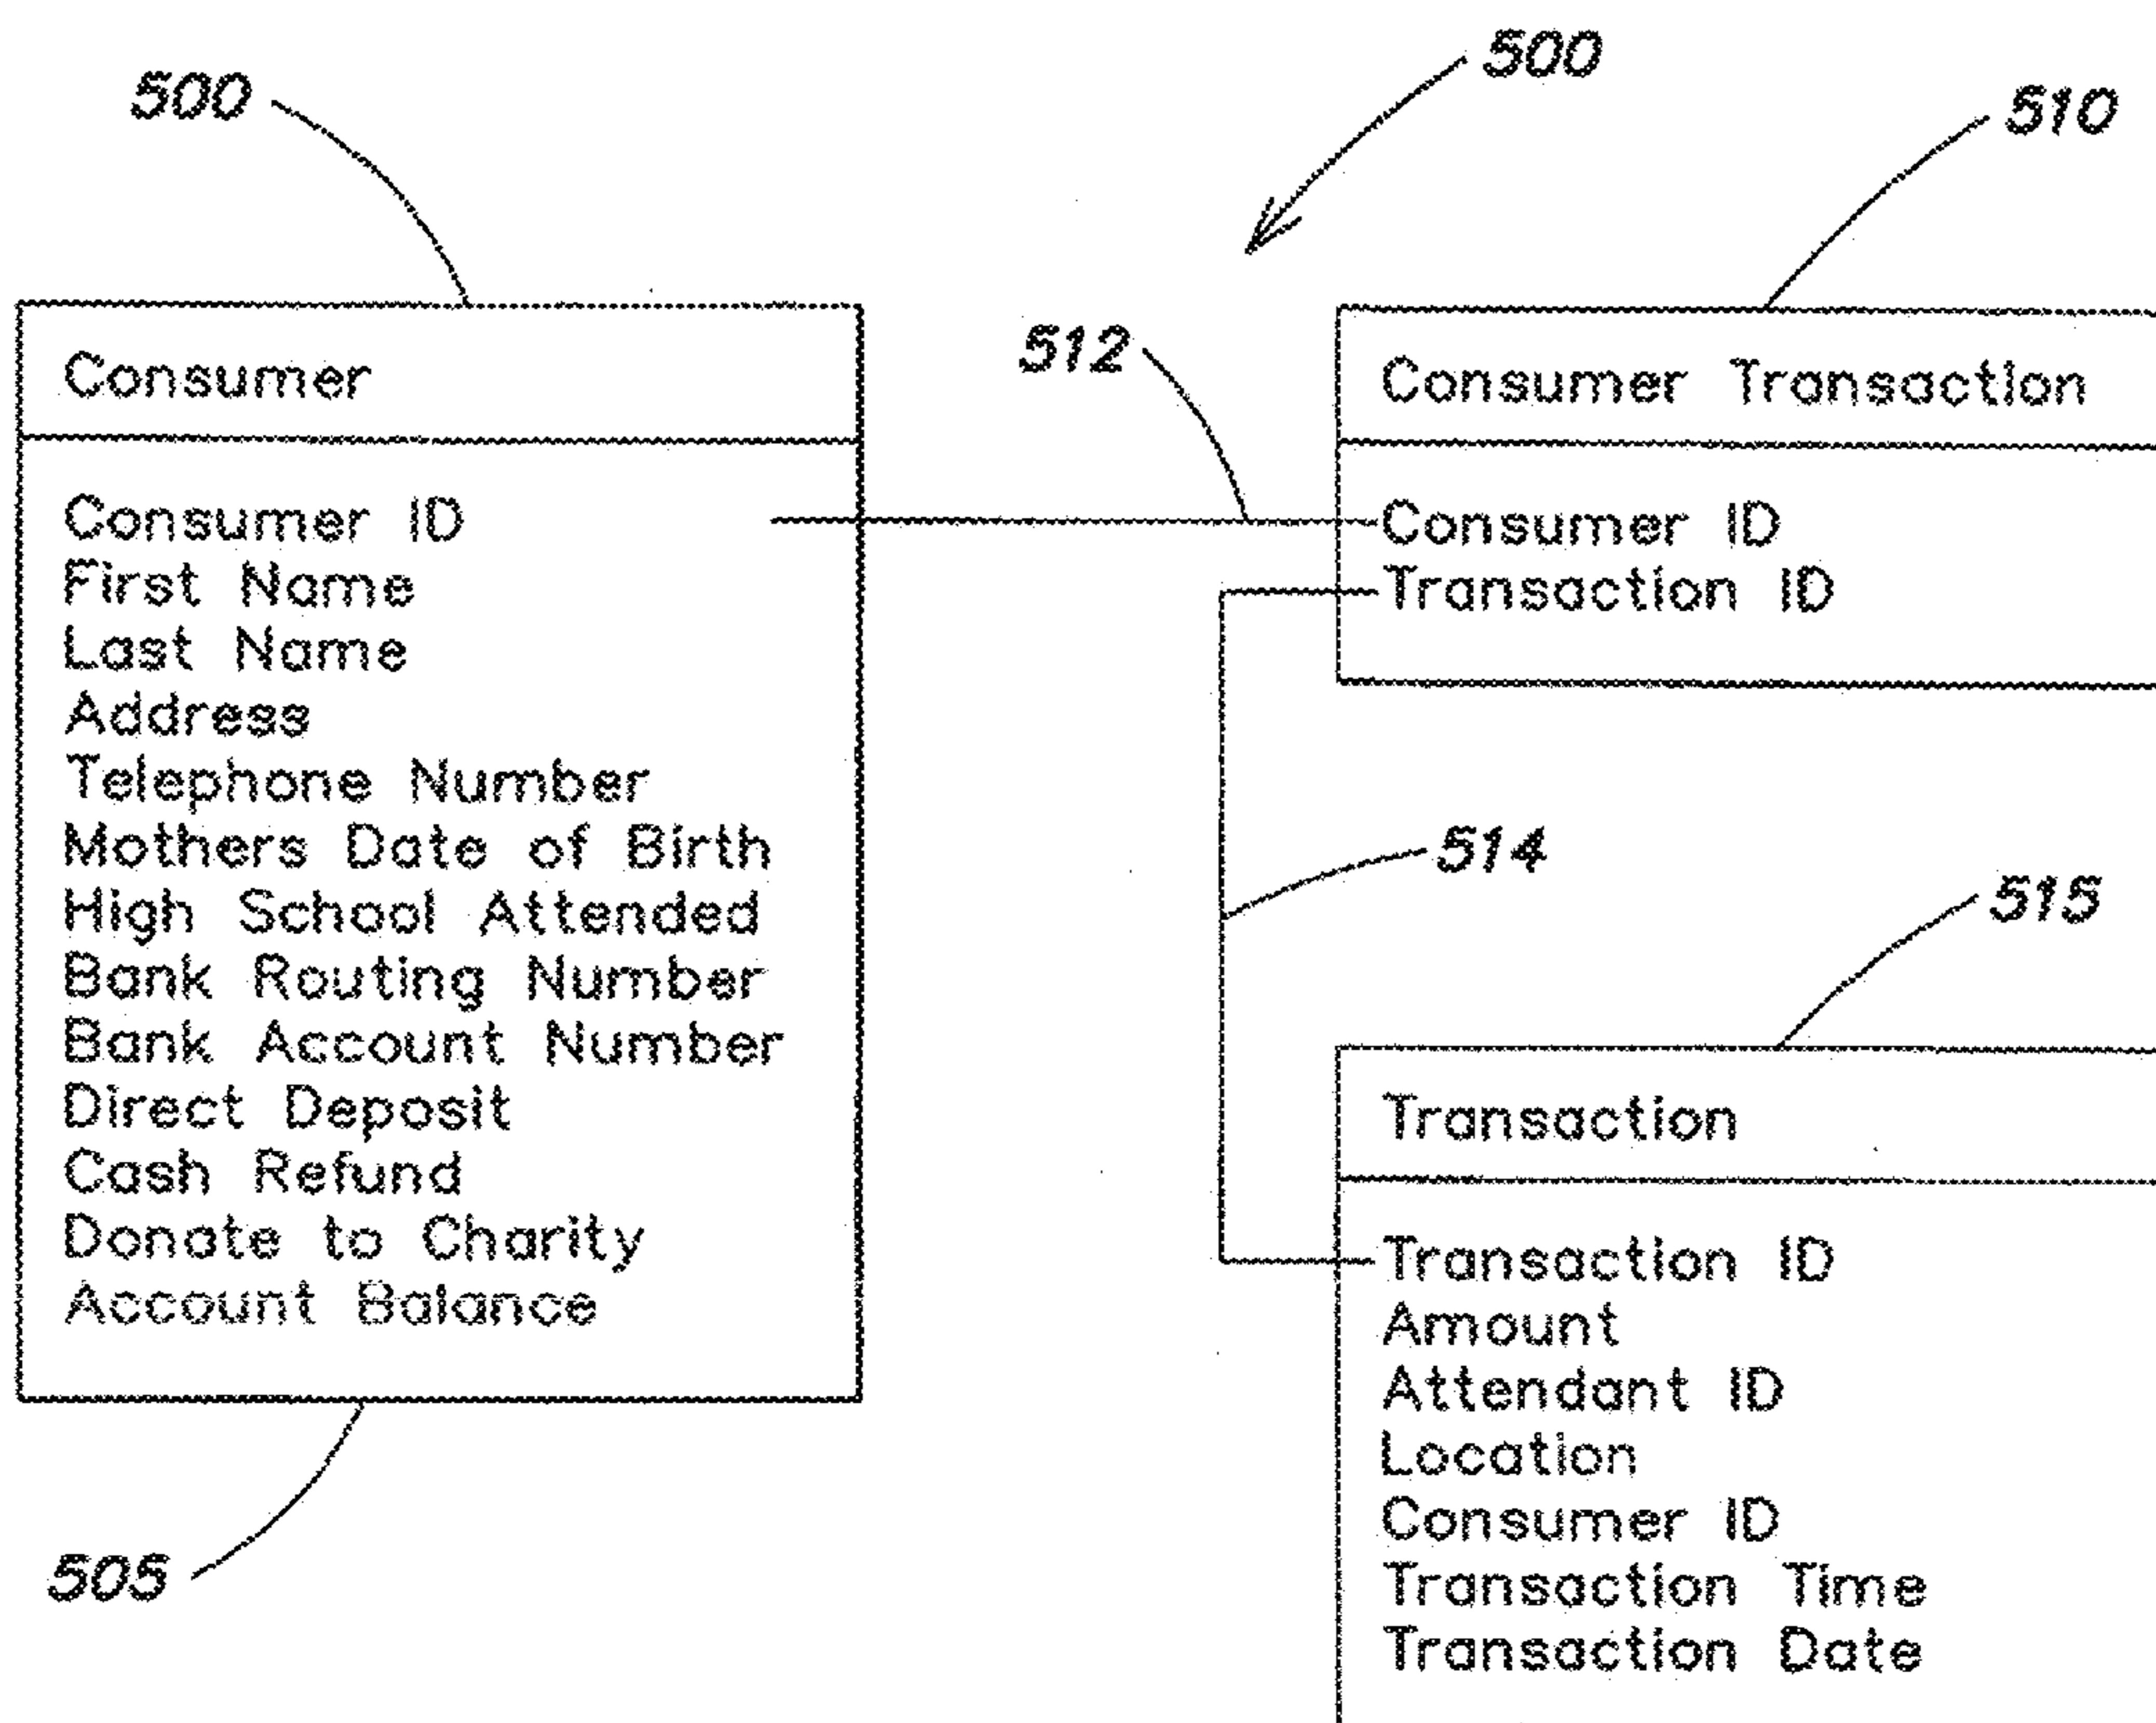 500
500
510
Consumer
512
Consumer Transaction
Consumer ID
First Name
Last Name
Address
Telephone Number
Mothers Date of Birth
High School Attended
Bank Routing Number
Bank Account Number
Direct Deposit
Cash Refund
Donate to Charity
Account Balance
505
Consumer ID
Transaction ID
514
515
Transaction
Transaction ID
Amount
Attendant ID
Location
Consumer ID
Transaction Time
Transaction Date